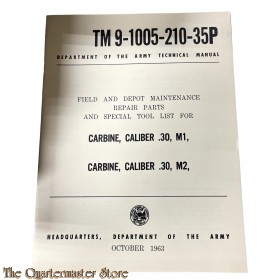 TM 9-1005-210-35P
DEPARTMENT OF THE ARMY TECHNICAL MANUAL
FIELD AND DEPOT MAINTENANCE
REPAIR PARTS
AND SPECIAL TOOL LIST FOR
CARBINE, CALIBER .30, M1,
CARBINE, CALIBER .30, M2,
HEADQUARTERS, DEPARTMENT OF THE ARMY
OCTOBER 1963
The Quartermaster Store